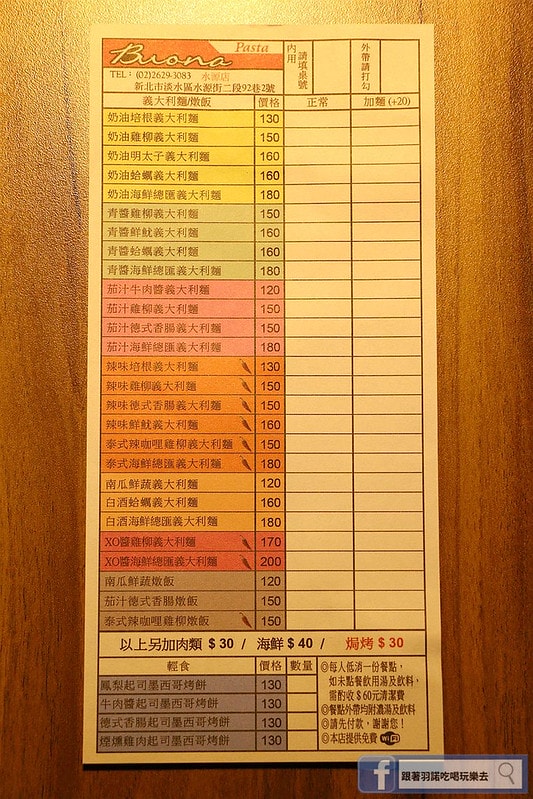 Buona Pasta
TEL：(02)2629-3083 水源店
新北市淡水區水源街二段92巷2號
內用 請填桌號
外帶請打勾
義大利麵/燉飯 價格 正常 加麵(+20)
奶油培根義大利麵 130
奶油雞柳義大利麵 150
奶油明太子義大利麵 160
奶油蛤蠣義大利麵 160
奶油海鮮總匯義大利麵 180
青醬雞柳義大利麵 150
青醬鮮魷義大利麵 160
青醬蛤蠣義大利麵 160
青醬海鮮總匯義大利麵 180
茄汁牛肉醬義大利麵 120
茄汁雞柳義大利麵 150
茄汁德式香腸義大利麵 150
茄汁海鮮總匯義大利麵 180
辣味培根義大利麵 130
辣味雞柳義大利麵 150
辣味德式香腸義大利麵 150
辣味鮮魷義大利麵 160
泰式辣咖哩雞柳義大利麵 150
泰式海鮮總匯義大利麵 180
南瓜鮮蔬義大利麵 120
白酒蛤蠣義大利麵 160
白酒海鮮總匯義大利麵 180
XO醬雞柳義大利麵 170
XO醬海鮮總匯義大利麵 200
南瓜鮮蔬燉飯 120
茄汁德式香腸燉飯 150
泰式辣咖哩雞柳燉飯 150
以上另加肉類 $30 / 海鮮 $40 / 焗烤 $30
輕食 價格 數量
鳳梨起司墨西哥烤餅 130
牛肉醬起司墨西哥烤餅 130
德式香腸起司墨西哥烤餅 130
煙燻雞肉起司墨西哥烤餅 130
◎每人低消一份餐點，
如未點餐飲用湯及飲料，
需酌收$60元清潔費
◎餐點外帶均附濃湯及飲料
◎請先付款，謝謝您！
◎本店提供免費 Wi Fi
f 跟著羽諾吃喝玩樂去